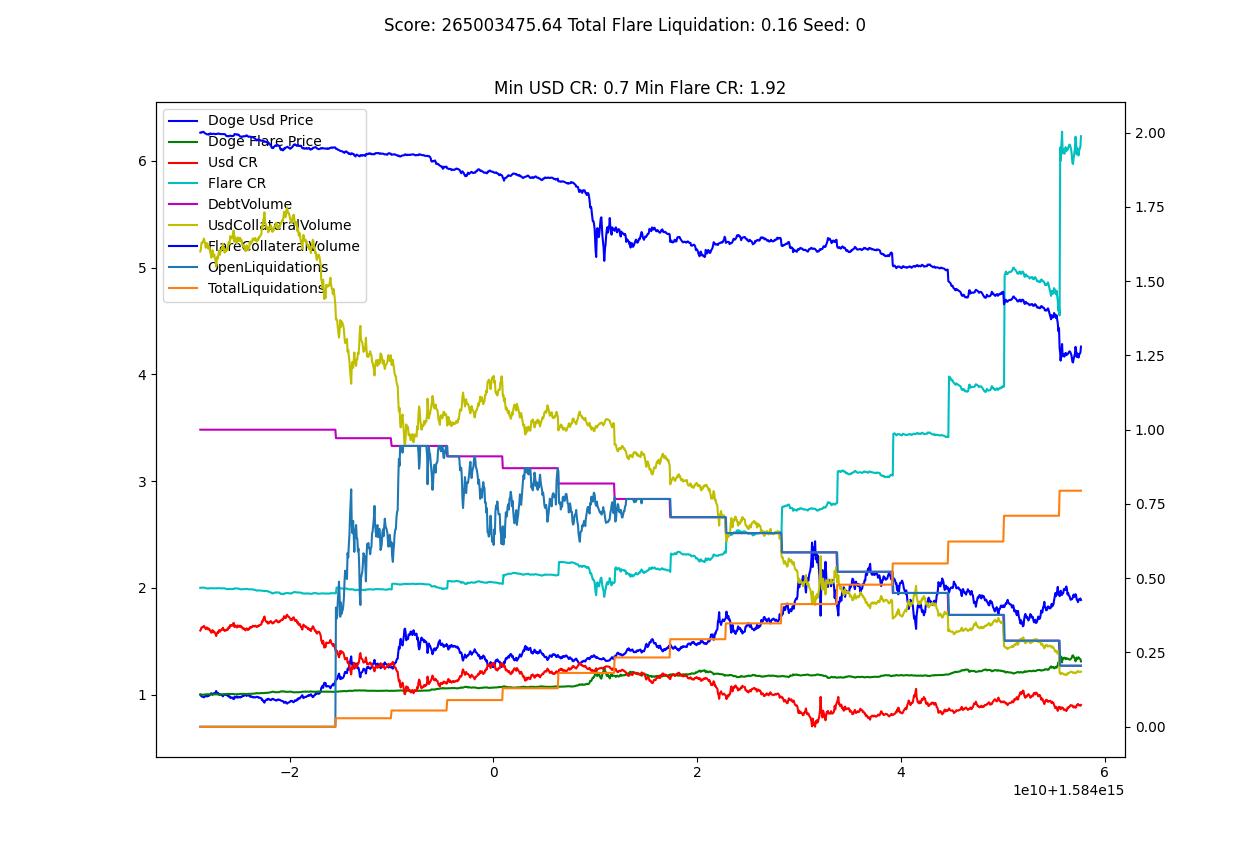 Score: 265003475.64 Total Flare Liquidation: 0.16 Seed: 0
Min USD CR: 0.7 Min Flare CR: 1.92
Doge Usd Price
Doge Flare Price
Usd CR
Flare CR
DebtVolume
UsdCollateralVolume
FlareCollateralVolume
OpenLiquidations
TotalLiquidations
6
5
4
3
2
1
2.00
1.75
1.50
1.25
1.00
0.75
0.50
0.25
0.00
−2
0
2
4
6
1e10+1.584e15